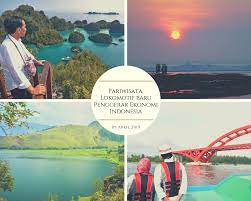 Pariwisata,
Lokomotif baru
Penggerak Ekonomi
Indonesia